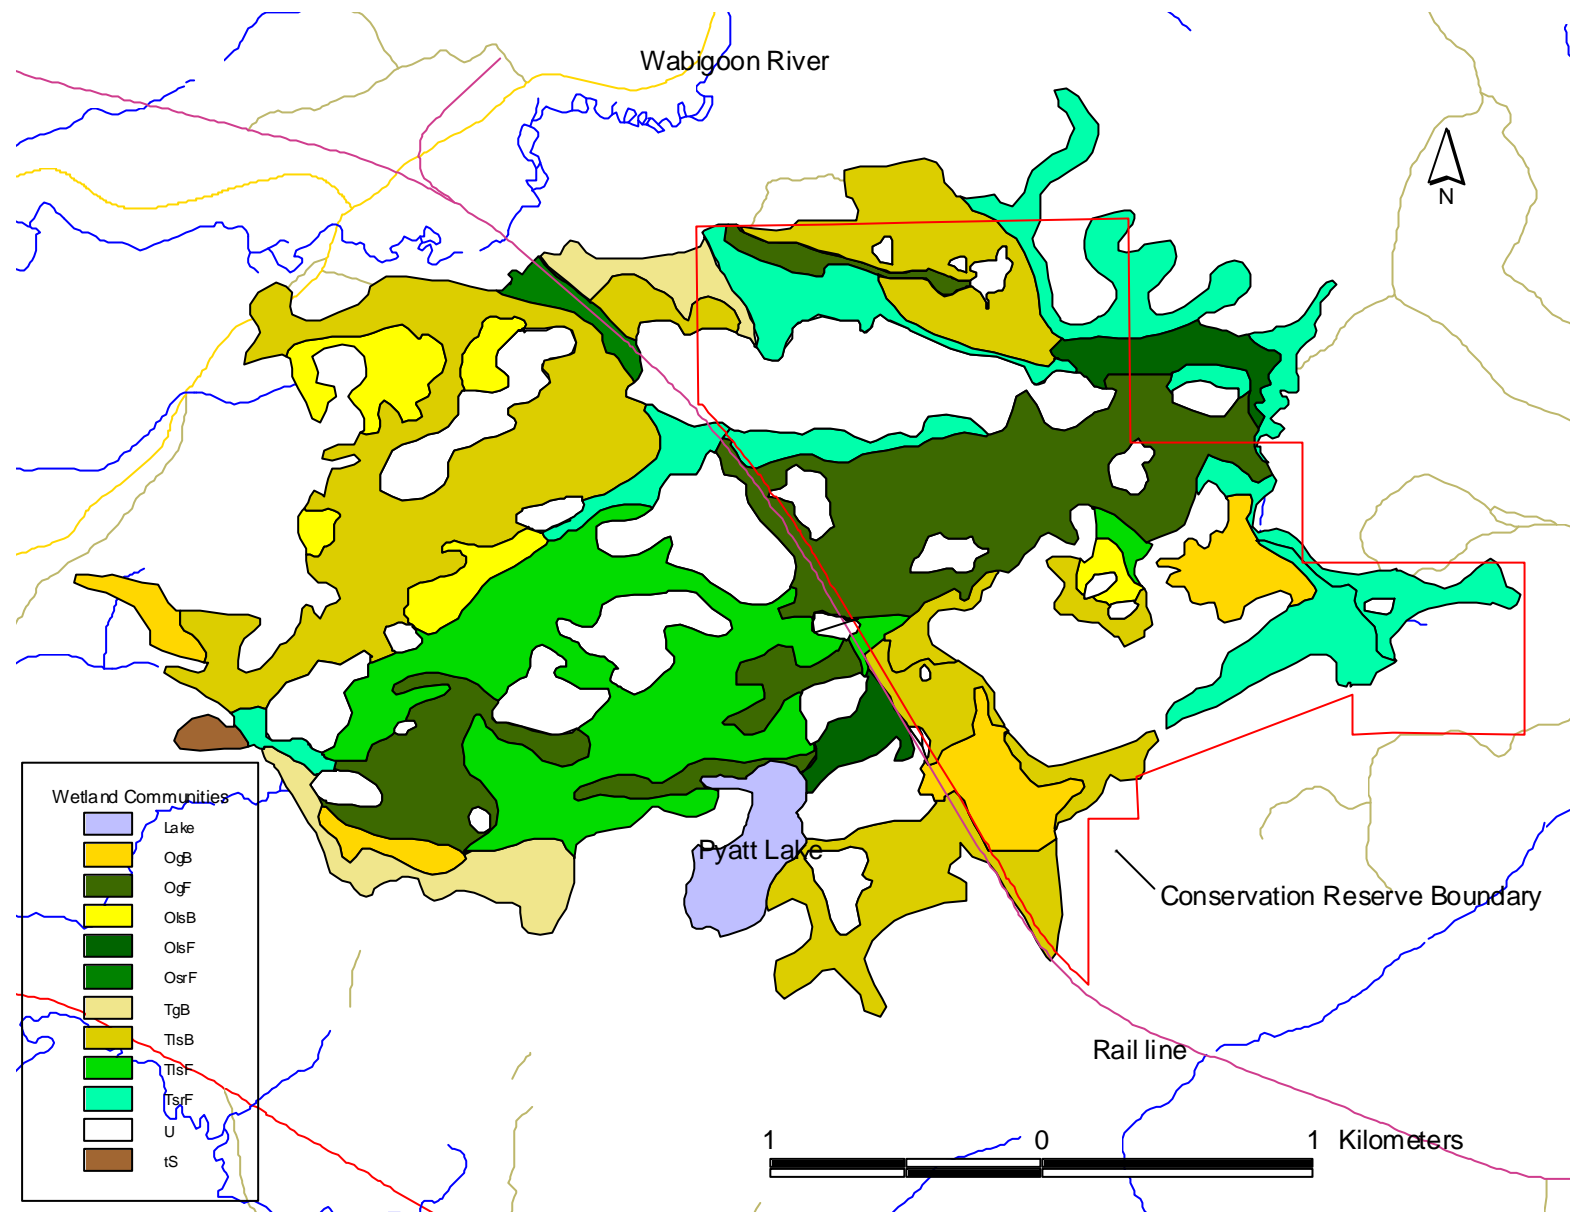 Wabigoon River
N
Wetland Communities
Lake
OgB
OgF
OlsB
OlsF
OsrF
TgB
TlsB
TlsF
TsrF
U
tS
Pyatt Lake
Conservation Reserve Boundary
Rail line
1 0 1 Kilometers